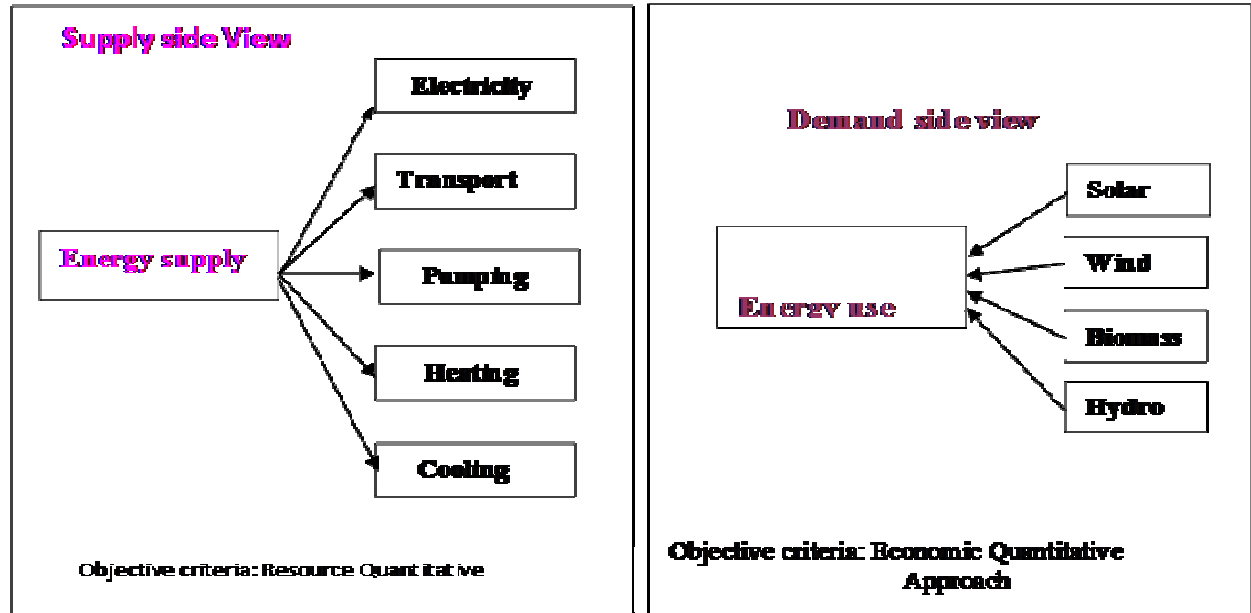 Supply side View
Electricity
Transport
Energy supply
Pumping
Heating
Cooling
Objective criteria: Resource Quantitative
Demand side view
Solar
Wind
Energy use
Biomass
Hydro
Objective criteria: Economic Quantitative
Approach